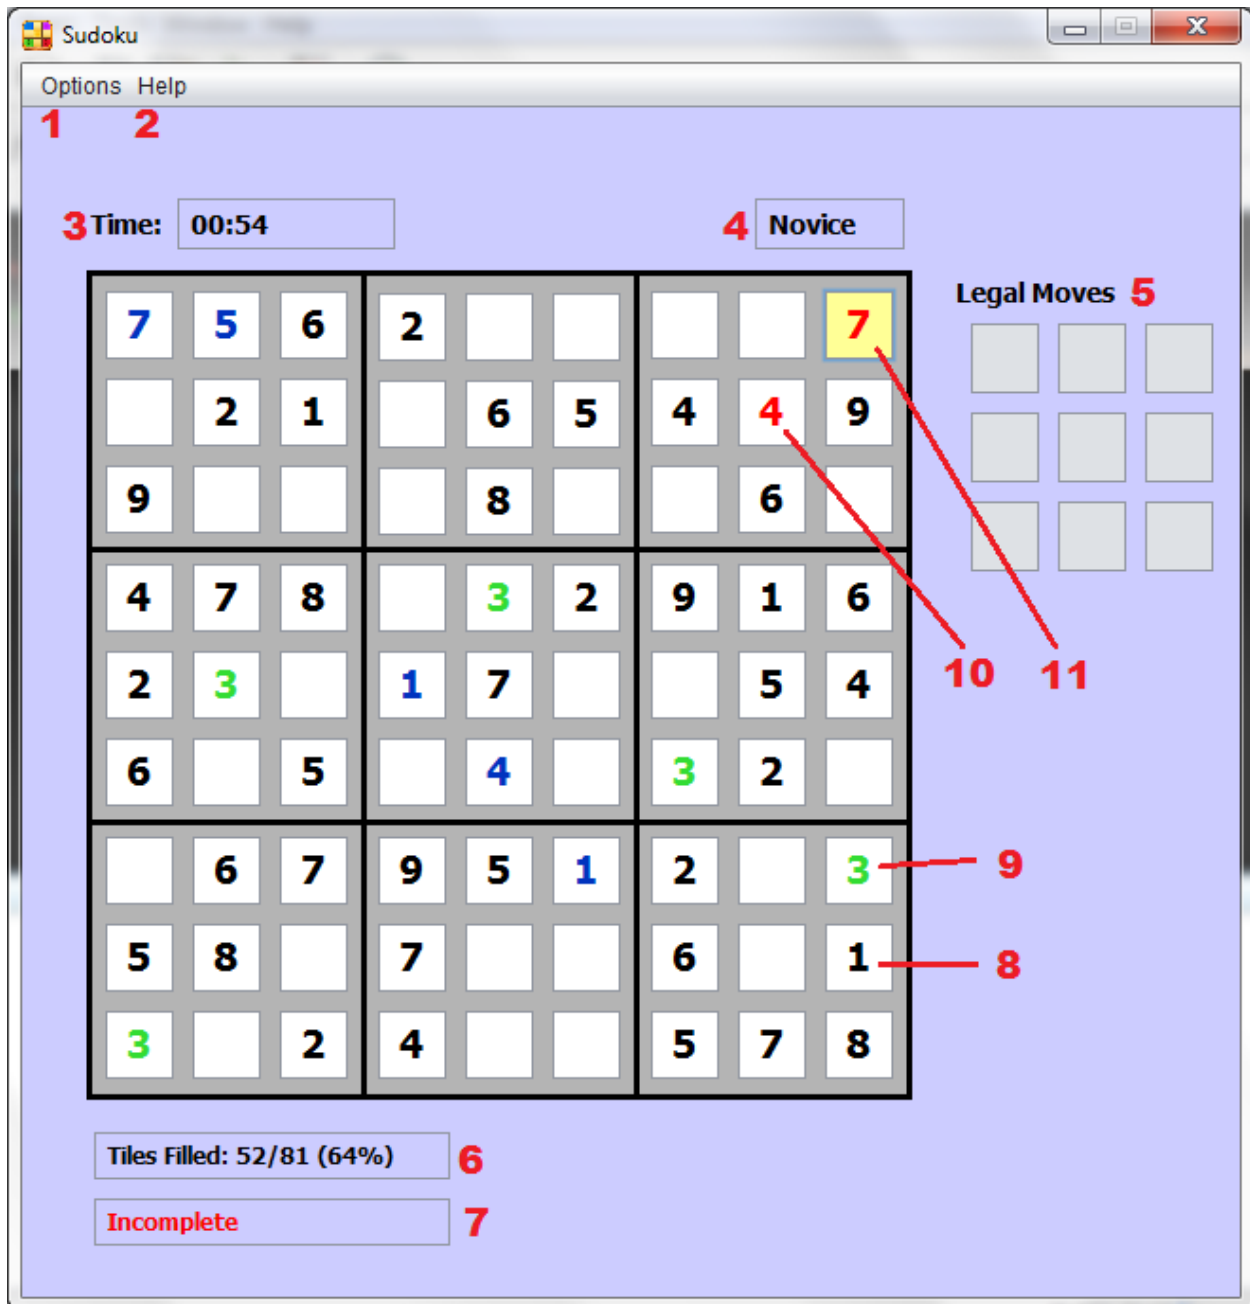 Sudoku
Options Help
1 2
3 Time: 00:54 4 Novice
Legal Moves 5
7 5 6 2 7
2 1 6 5 4 4 9
9 8 6
4 7 8 3 2 9 1 6
2 3 1 7 5 4
10 11
6 5 4 3 2
6 7 9 5 1 2 3 9
5 8 7 6 1 8
3 2 4 5 7 8
Tiles Filled: 52/81 (64%) 6
Incomplete 7